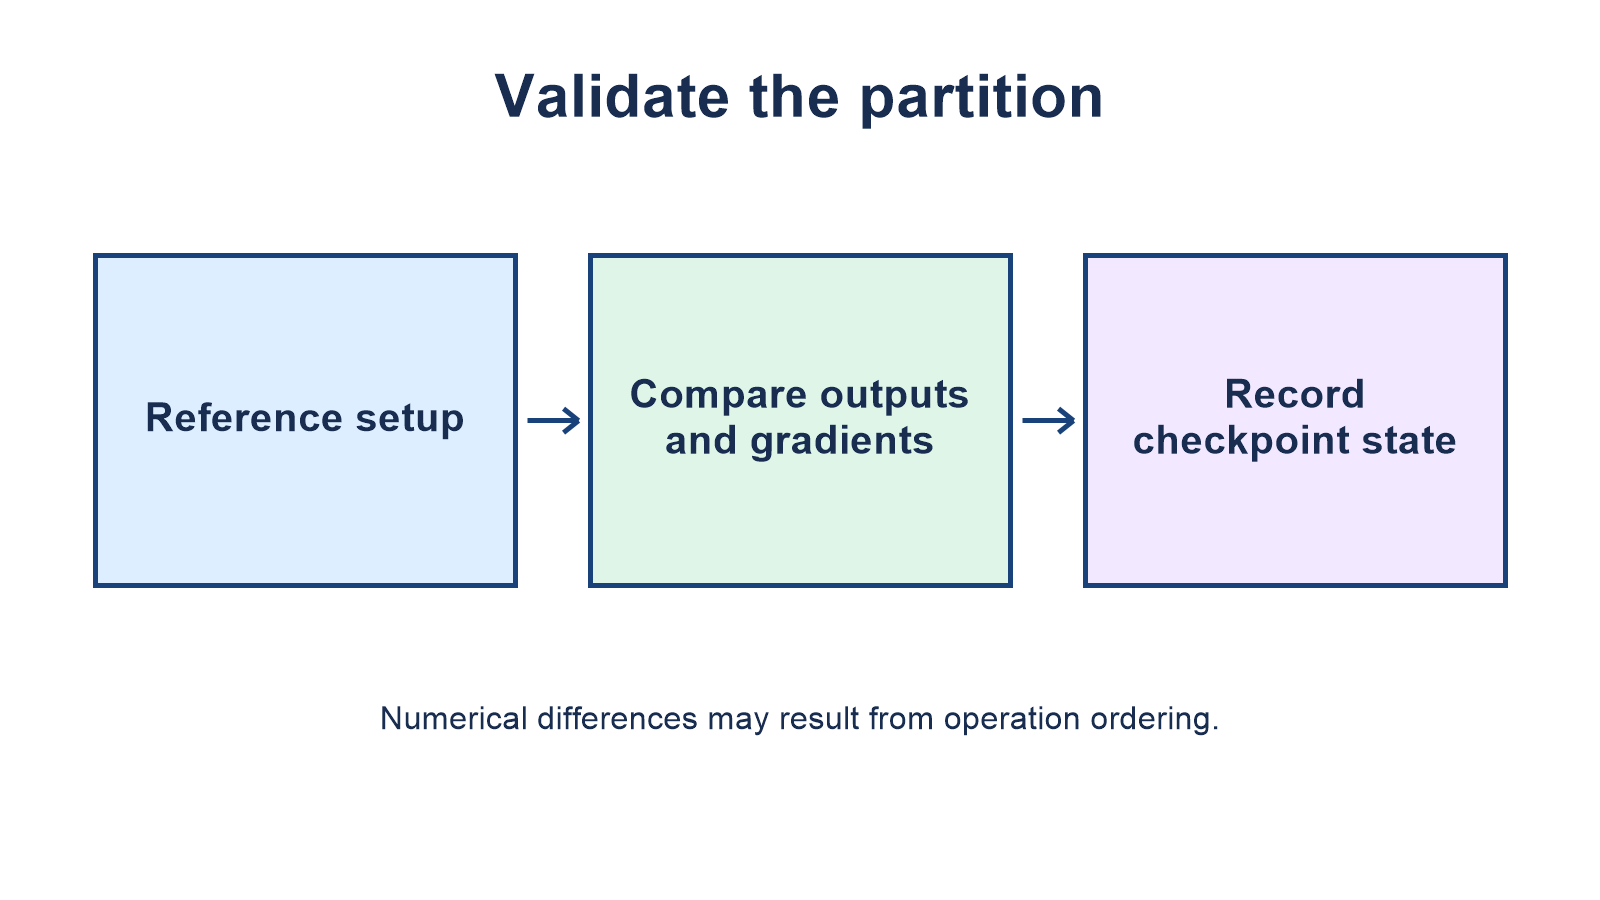 Validate the partition
Reference setup
Compare outputs
and gradients
Record
checkpoint state
Numerical differences may result from operation ordering.